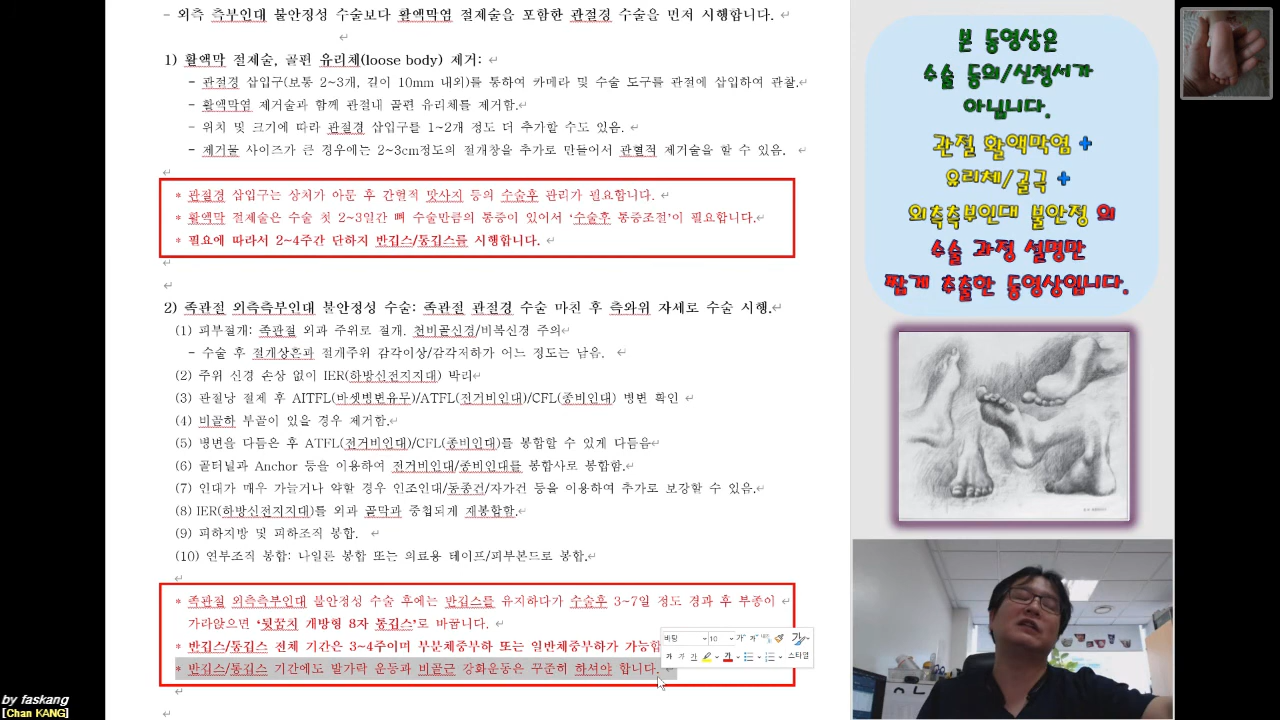 - 외측 측부인대 불안정성 수술보다 활액막염 절제술을 포함한 관절경 수술을 먼저 시행합니다.
1) 활액막 절제술, 골편 유리체(loose body) 제거:
- 관절경 삽입구(보통 2~3개, 길이 10mm 내외)를 통하여 카메라 및 수술 도구를 관절에 삽입하여 관찰.
- 활액막염 제거술과 함께 관절내 골편 유리체를 제거함.
- 위치 및 크기에 따라 관절경 삽입구를 1~2개 정도 더 추가할 수도 있음.
- 제거물 사이즈가 큰 경우에는 2~3cm정도의 절개창을 추가로 만들어서 관혈적 제거술을 할 수 있음.
* 관절경 삽입구는 상처가 아문 후 간헐적 맛사지 등의 수술후 관리가 필요합니다.
* 활액막 절제술은 수술 첫 2~3일간 뼈 수술만큼의 통증이 있어서 ‘수술후 통증조절’이 필요합니다.
* 필요에 따라서 2~4주간 단하지 반깁스/통깁스를 시행합니다.
2) 족관절 외측측부인대 불안정성 수술: 족관절 관절경 수술 마친 후 측와위 자세로 수술 시행.
(1) 피부절개: 족관절 외과 주위로 절개. 천비골신경/비복신경 주의
- 수술 후 절개상흔과 절개주위 감각이상/감각저하가 어느 정도는 남음.
(2) 주위 신경 손상 없이 IER(하방신전지지대) 박리
(3) 관절낭 절제 후 AITFL(바셋병변유무)/ATFL(전거비인대)/CFL(종비인대) 병변 확인
(4) 비골하 부골이 있을 경우 제거함.
(5) 병변을 다듬은 후 ATFL(전거비인대)/CFL(종비인대)를 봉합할 수 있게 다듬음
(6) 골터널과 Anchor 등을 이용하여 전거비인대/종비인대를 봉합사로 봉합함.
(7) 인대가 매우 가늘거나 약할 경우 인조인대/동종건/자가건 등을 이용하여 추가로 보강할 수 있음.
(8) IER(하방신전지지대)를 외과 골막과 중첩되게 재봉합함.
(9) 피하지방 및 피하조직 봉합.
(10) 연부조직 봉합: 나일론 봉합 또는 의료용 테이프/피부본드로 봉합.
* 족관절 외측측부인대 불안정성 수술 후에는 반깁스를 유지하다가 수술후 3~7일 정도 경과 후 부종이
가라앉으면 ‘뒷꿈치 개방형 8자 통깁스’로 바꿉니다.
* 반깁스/통깁스 전체 기간은 3~4주이며 부분체중부하 또는 일반체중부하가 가능합
* 반깁스/통깁스 기간에도 발가락 운동과 비골근 강화운동은 꾸준히 하셔야 합니다.
바탕 10 가 가
가 가 가 가 스타일
본 동영상은
수술 동의/신청서가
아닙니다.
관절 활액막염 +
유리체/골극 +
외측측부인대 불안정 의
수술 과정 설명만
짧게 추출한 동영상입니다.
by faskang
[Chan KANG]